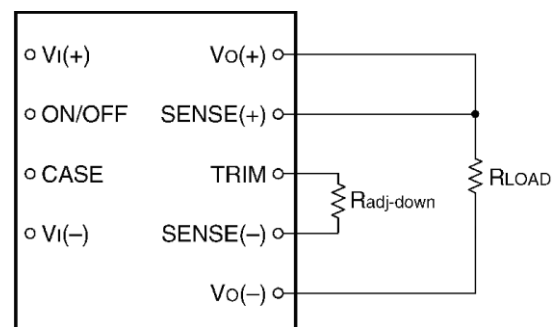 VI(+) VO(+)
ON/OFF SENSE(+)
CASE TRIM
Radj-down
RLOAD
VI(–) SENSE(–)
VO(–)